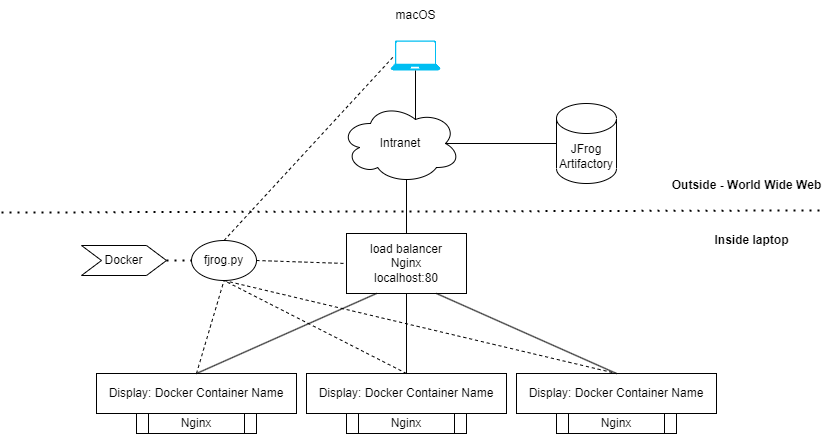 macOS
Intranet
JFrog
Artifactory
Outside - World Wide Web
Inside laptop
Docker
fjrog.py
load balancer
Nginx
localhost:80
Display: Docker Container Name
Display: Docker Container Name
Display: Docker Container Name
Nginx
Nginx
Nginx